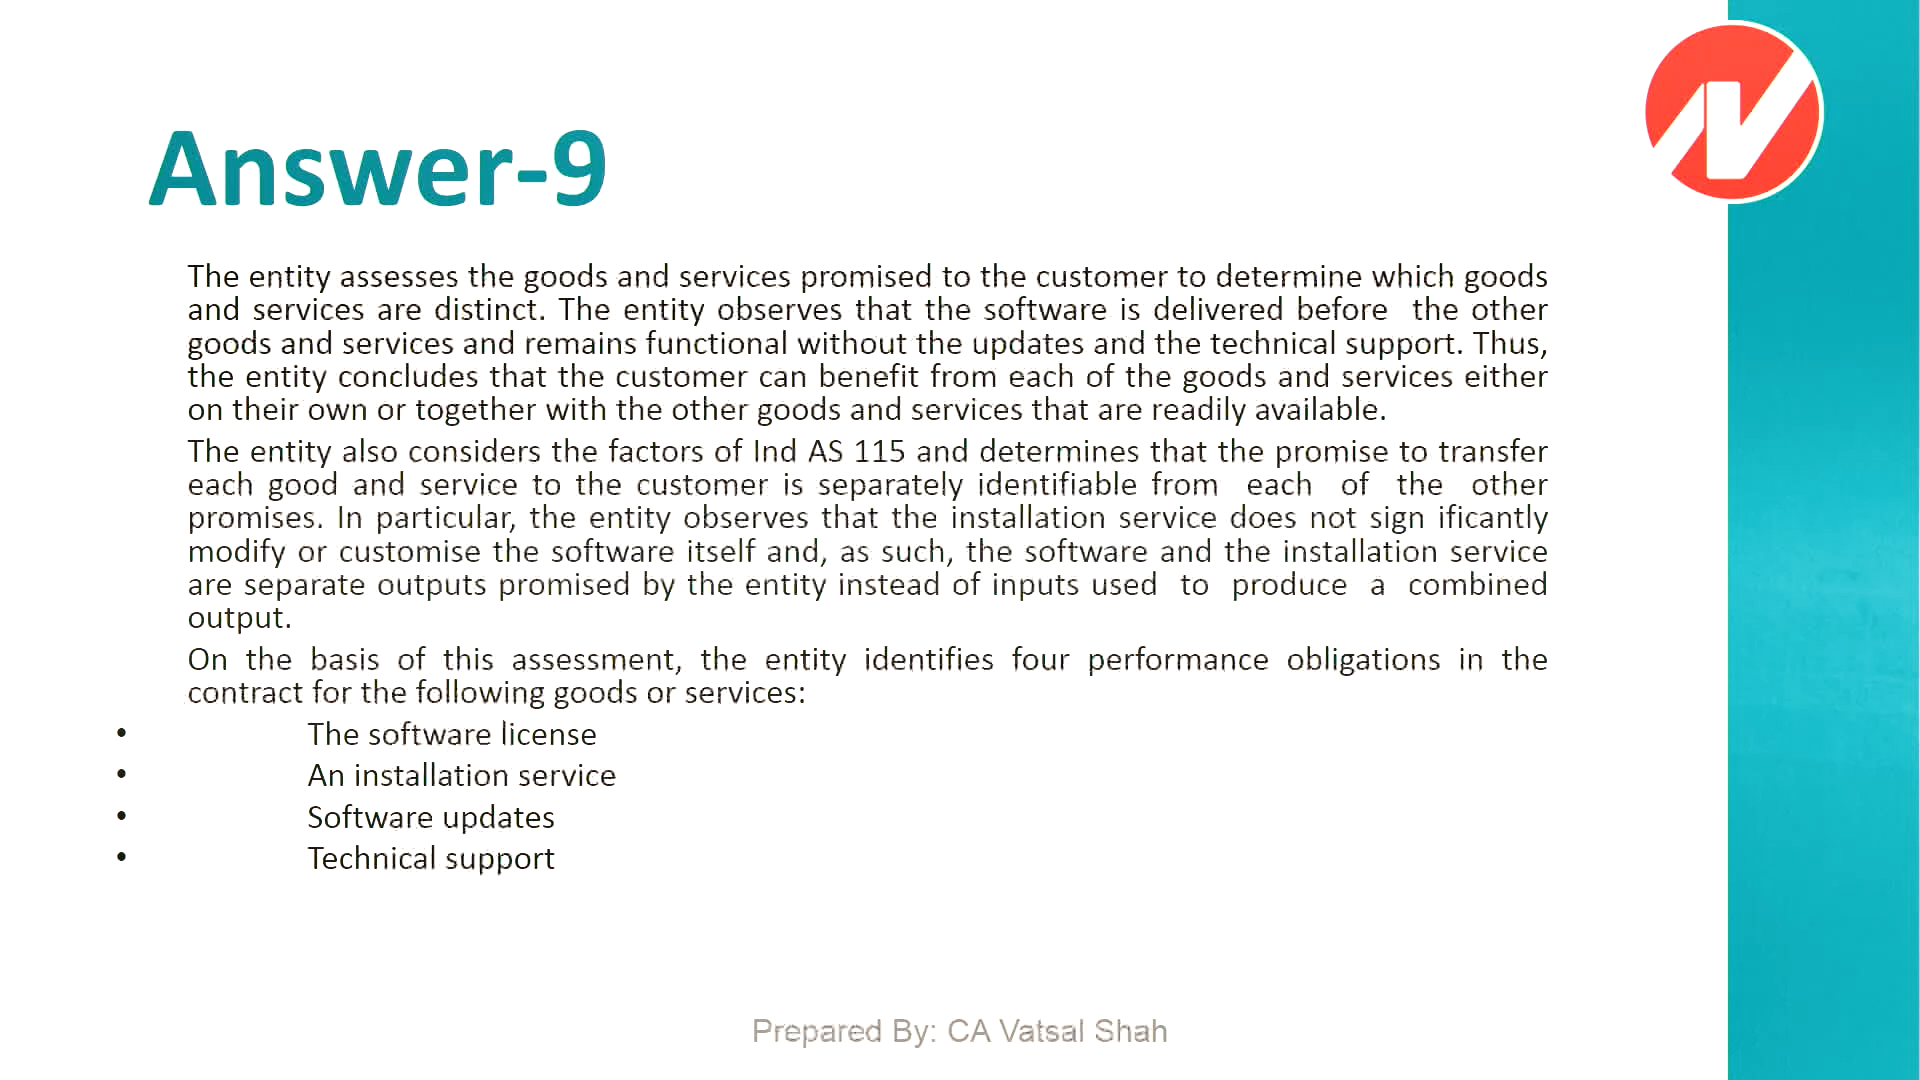 Answer-9
The entity assesses the goods and services promised to the customer to determine which goods
and services are distinct. The entity observes that the software is delivered before the other
goods and services and remains functional without the updates and the technical support. Thus,
the entity concludes that the customer can benefit from each of the goods and services either
on their own or together with the other goods and services that are readily available.
The entity also considers the factors of Ind AS 115 and determines that the promise to transfer
each good and service to the customer is separately identifiable from each of the other
promises. In particular, the entity observes that the installation service does not sign ificantly
modify or customise the software itself and, as such, the software and the installation service
are separate outputs promised by the entity instead of inputs used to produce a combined
output.
On the basis of this assessment, the entity identifies four performance obligations in the
contract for the following goods or services:
• The software license
• An installation service
• Software updates
• Technical support
Prepared By: CA Vatsal Shah